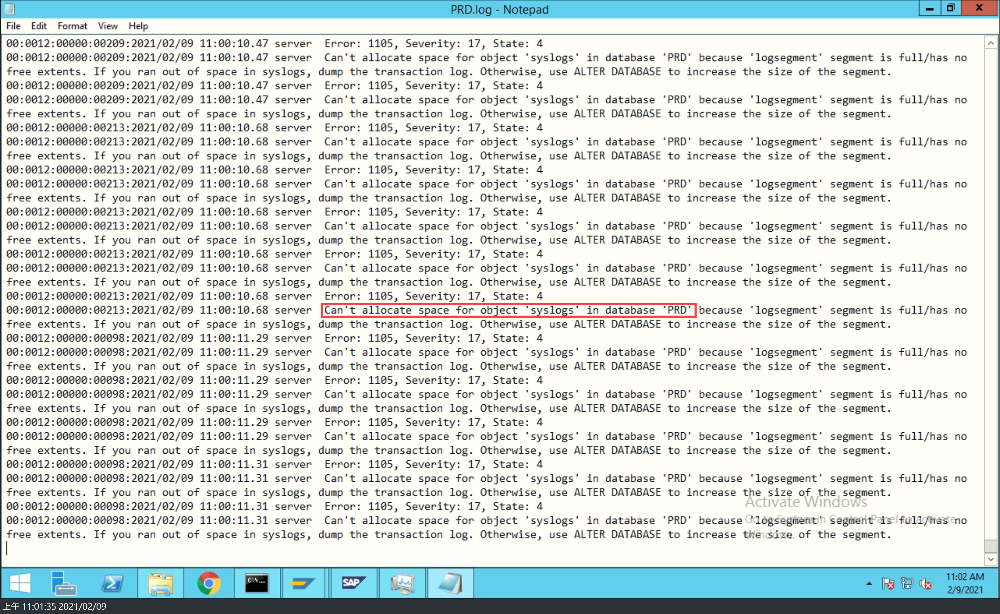 PRD.log - Notepad
File Edit Format View Help
00:0012:00000:00209:2021/02/09 11:00:10.47 server  Error: 1105, Severity: 17, State: 4
00:0012:00000:00209:2021/02/09 11:00:10.47 server  Can't allocate space for object 'syslogs' in database 'PRD' because 'logsegment' segment is full/has no
free extents. If you ran out of space in syslogs, dump the transaction log. Otherwise, use ALTER DATABASE to increase the size of the segment.
00:0012:00000:00209:2021/02/09 11:00:10.47 server  Error: 1105, Severity: 17, State: 4
00:0012:00000:00209:2021/02/09 11:00:10.47 server  Can't allocate space for object 'syslogs' in database 'PRD' because 'logsegment' segment is full/has no
free extents. If you ran out of space in syslogs, dump the transaction log. Otherwise, use ALTER DATABASE to increase the size of the segment.
00:0012:00000:00213:2021/02/09 11:00:10.68 server  Error: 1105, Severity: 17, State: 4
00:0012:00000:00213:2021/02/09 11:00:10.68 server  Can't allocate space for object 'syslogs' in database 'PRD' because 'logsegment' segment is full/has no
free extents. If you ran out of space in syslogs, dump the transaction log. Otherwise, use ALTER DATABASE to increase the size of the segment.
00:0012:00000:00213:2021/02/09 11:00:10.68 server  Error: 1105, Severity: 17, State: 4
00:0012:00000:00213:2021/02/09 11:00:10.68 server  Can't allocate space for object 'syslogs' in database 'PRD' because 'logsegment' segment is full/has no
free extents. If you ran out of space in syslogs, dump the transaction log. Otherwise, use ALTER DATABASE to increase the size of the segment.
00:0012:00000:00213:2021/02/09 11:00:10.68 server  Error: 1105, Severity: 17, State: 4
00:0012:00000:00213:2021/02/09 11:00:10.68 server  Can't allocate space for object 'syslogs' in database 'PRD' because 'logsegment' segment is full/has no
free extents. If you ran out of space in syslogs, dump the transaction log. Otherwise, use ALTER DATABASE to increase the size of the segment.
00:0012:00000:00213:2021/02/09 11:00:10.68 server  Error: 1105, Severity: 17, State: 4
00:0012:00000:00213:2021/02/09 11:00:10.68 server  Can't allocate space for object 'syslogs' in database 'PRD' because 'logsegment' segment is full/has no
free extents. If you ran out of space in syslogs, dump the transaction log. Otherwise, use ALTER DATABASE to increase the size of the segment.
00:0012:00000:00213:2021/02/09 11:00:10.68 server  Error: 1105, Severity: 17, State: 4
00:0012:00000:00213:2021/02/09 11:00:10.68 server  Can't allocate space for object 'syslogs' in database 'PRD' because 'logsegment' segment is full/has no
free extents. If you ran out of space in syslogs, dump the transaction log. Otherwise, use ALTER DATABASE to increase the size of the segment.
00:0012:00000:00098:2021/02/09 11:00:11.29 server  Error: 1105, Severity: 17, State: 4
00:0012:00000:00098:2021/02/09 11:00:11.29 server  Can't allocate space for object 'syslogs' in database 'PRD' because 'logsegment' segment is full/has no
free extents. If you ran out of space in syslogs, dump the transaction log. Otherwise, use ALTER DATABASE to increase the size of the segment.
00:0012:00000:00098:2021/02/09 11:00:11.29 server  Error: 1105, Severity: 17, State: 4
00:0012:00000:00098:2021/02/09 11:00:11.29 server  Can't allocate space for object 'syslogs' in database 'PRD' because 'logsegment' segment is full/has no
free extents. If you ran out of space in syslogs, dump the transaction log. Otherwise, use ALTER DATABASE to increase the size of the segment.
00:0012:00000:00098:2021/02/09 11:00:11.29 server  Error: 1105, Severity: 17, State: 4
00:0012:00000:00098:2021/02/09 11:00:11.29 server  Can't allocate space for object 'syslogs' in database 'PRD' because 'logsegment' segment is full/has no
free extents. If you ran out of space in syslogs, dump the transaction log. Otherwise, use ALTER DATABASE to increase the size of the segment.
00:0012:00000:00098:2021/02/09 11:00:11.31 server  Error: 1105, Severity: 17, State: 4
00:0012:00000:00098:2021/02/09 11:00:11.31 server  Can't allocate space for object 'syslogs' in database 'PRD' because 'logsegment' segment is full/has no
free extents. If you ran out of space in syslogs, dump the transaction log. Otherwise, use ALTER DATABASE to increase the size of the segment.
Activate Windows
00:0012:00000:00098:2021/02/09 11:00:11.31 server  Error: 1105, Severity: 17, State: 4
00:0012:00000:00098:2021/02/09 11:00:11.31 server  Can't allocate space for object 'syslogs' in database 'PRD' because 'logsegment' segment is full/has no
Go to System in Control Panel to activate
free extents. If you ran out of space in syslogs, dump the transaction log. Otherwise, use ALTER DATABASE to increase the size of the segment.
Windows.
C:\
SAP
11:02 AM
2/9/2021
上午 11:01:35 2021/02/09